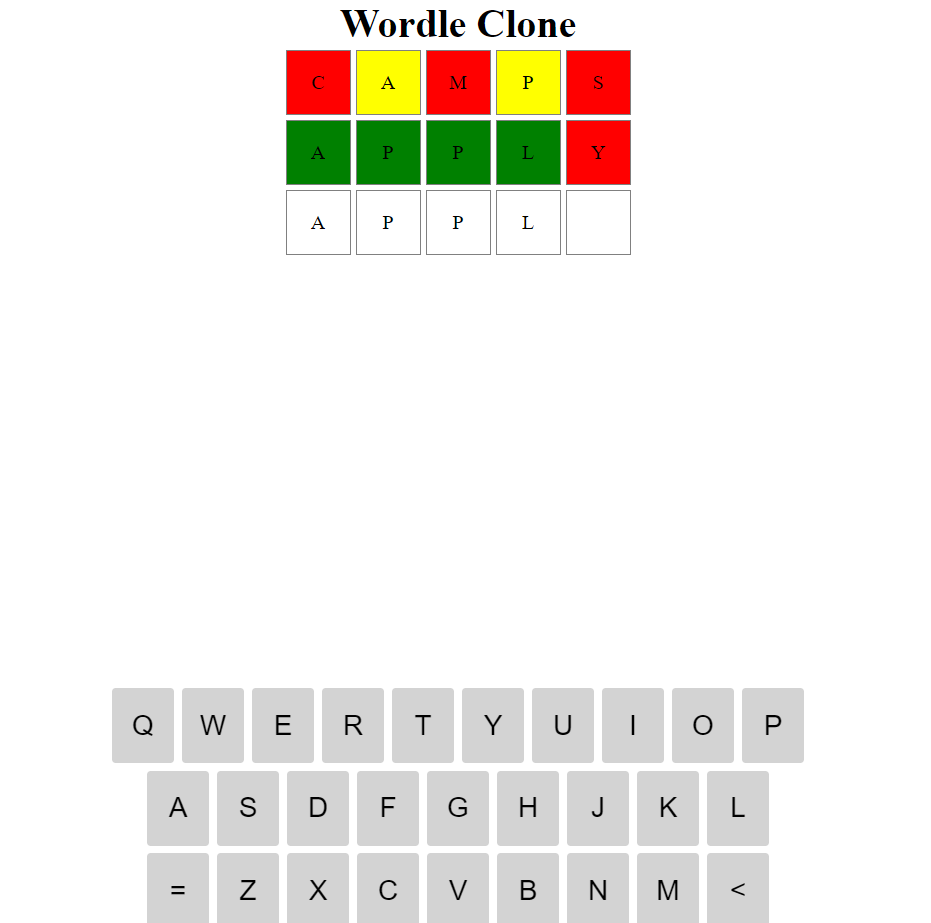 Wordle Clone
C A M P S
A P P L Y
A P P L
Q W E R T Y U I O P
A S D F G H J K L
= Z X C V B N M <